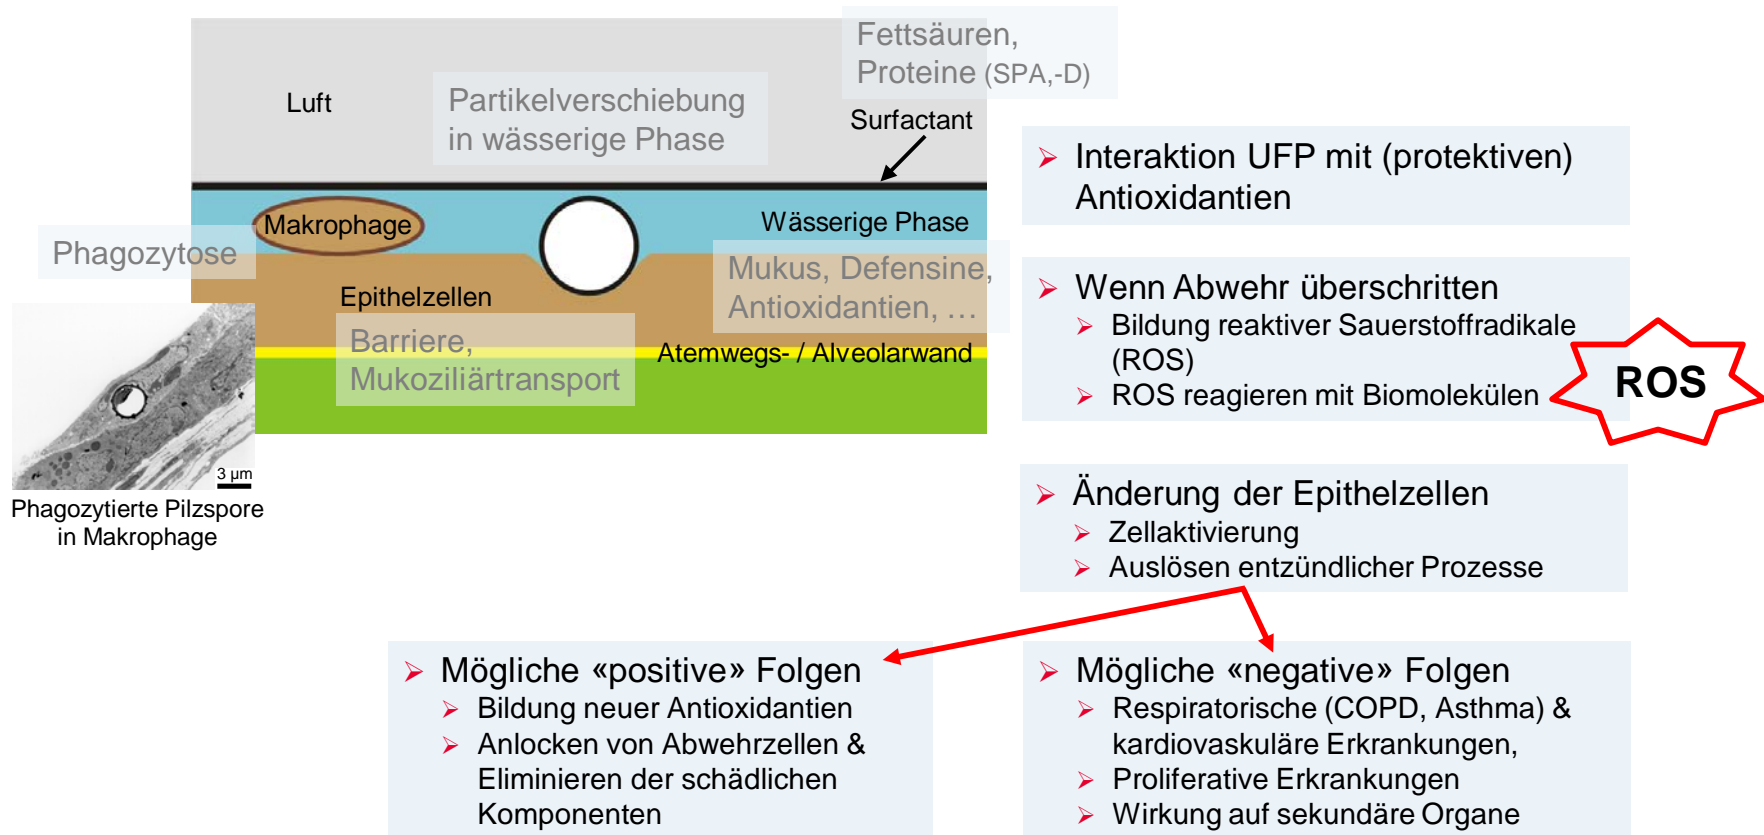 Fettsäuren,
Proteine (SPA,-D)
Luft
Partikelverschiebung
in wässerige Phase
Surfactant
Makrophage
Wässerige Phase
Phagozytose
Mukus, Defensine,
Antioxidantien, …
Epithelzellen
Barriere,
Mukoziliärtransport
Atemwegs- / Alveolarwand
3 µm
Phagozytierte Pilzspore
in Makrophage
➢ Interaktion UFP mit (protektiven)
Antioxidantien
➢ Wenn Abwehr überschritten
➢ Bildung reaktiver Sauerstoffradikale
(ROS)
➢ ROS reagieren mit Biomolekülen
ROS
➢ Änderung der Epithelzellen
➢ Zellaktivierung
➢ Auslösen entzündlicher Prozesse
➢ Mögliche «positive» Folgen
➢ Bildung neuer Antioxidantien
➢ Anlocken von Abwehrzellen &
Eliminieren der schädlichen
Komponenten
➢ Mögliche «negative» Folgen
➢ Respiratorische (COPD, Asthma) &
kardiovaskuläre Erkrankungen,
➢ Proliferative Erkrankungen
➢ Wirkung auf sekundäre Organe